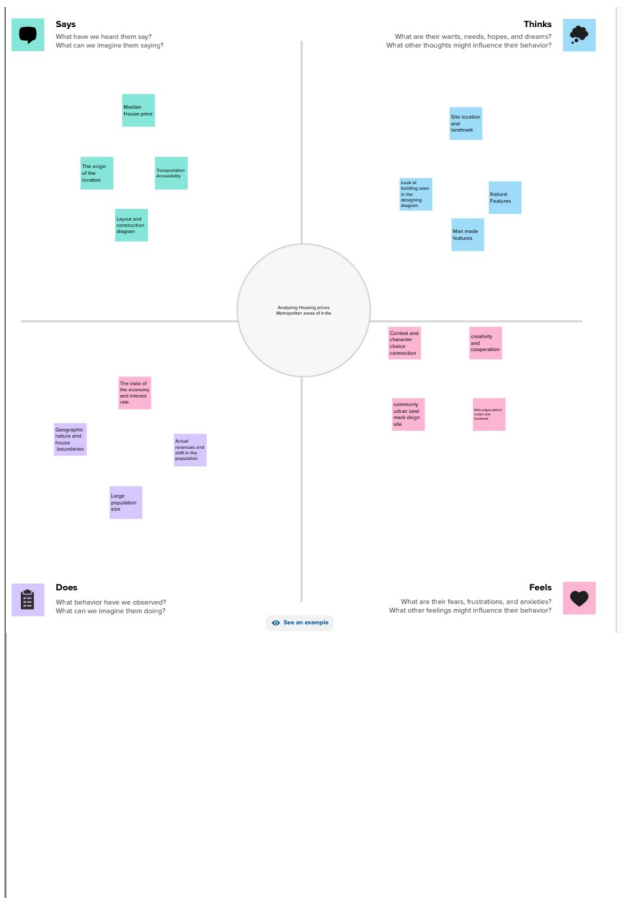 Says
What have we heard them say?
What can we imagine them saying?
Thinks
What are their wants, needs, hopes, and dreams?
What other thoughts might influence their behavior?
Median
House price
The origin
of the
location
Transportation
Accessibility
Layout and
construction
diagram
Site location
and
landmark
Look at
building uses
in the
designing
diagram
Natural
Features
Man made
features
Analysing Housing prices
Metropolitan areas of India
The state of
the economy
and interest
rate
Geographic
nature and
house
boundaries
Actual
revenues and
shift in the
population
Large
population
size
Context and
character
choice
connection
creativity
and
cooperation
commonly
urban land
mark deign
site
landmark
Does
What behavior have we observed?
What can we imagine them doing?
Feels
What are their fears, frustrations, and anxieties?
What other feelings might influence their behavior?
See an example